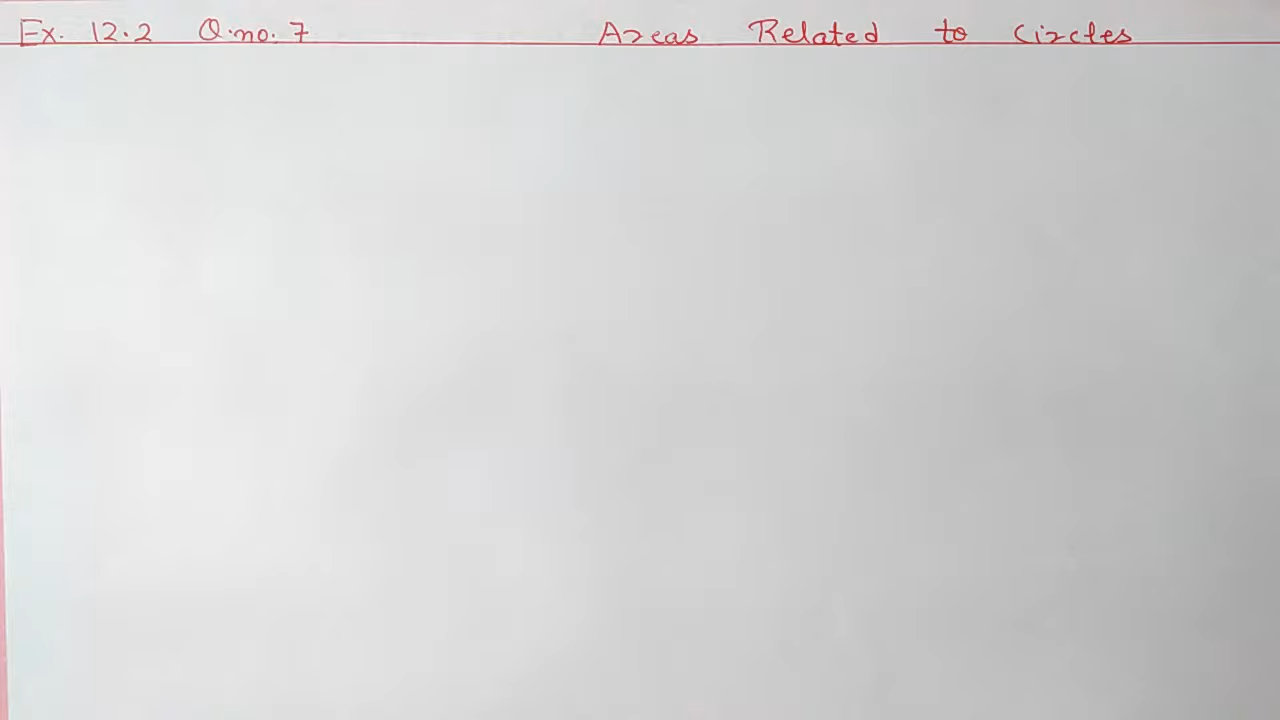 Ex. 12.2 Q.no. 7 Areas Related to Circles